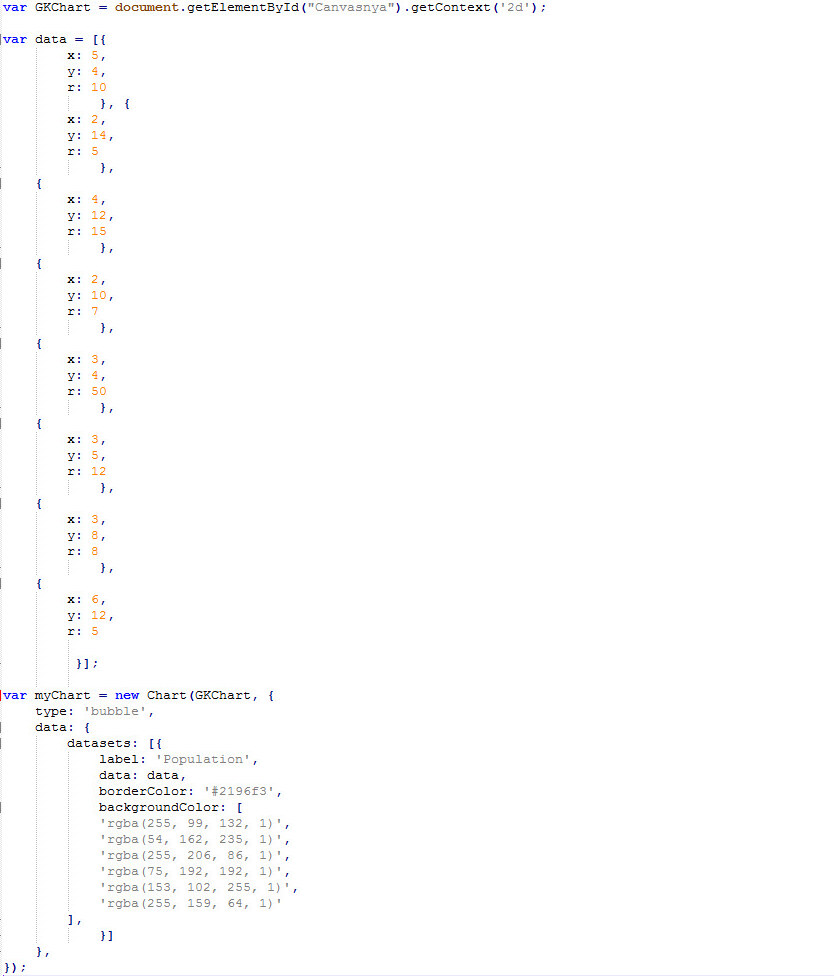 var GKChart = document.getElementById("Canvasnya").getContext('2d');

var data = [{
        x: 5,
        y: 4,
        r: 10
            }, {
        x: 2,
        y: 14,
        r: 5
            },
    {
        x: 4,
        y: 12,
        r: 15
            },
    {
        x: 2,
        y: 10,
        r: 7
            },
    {
        x: 3,
        y: 4,
        r: 50
            },
    {
        x: 3,
        y: 5,
        r: 12
            },
    {
        x: 3,
        y: 8,
        r: 8
            },
    {
        x: 6,
        y: 12,
        r: 5

         }];

var myChart = new Chart(GKChart, {
    type: 'bubble',
    data: {
        datasets: [{
            label: 'Population',
            data: data,
            borderColor: '#2196f3',
            backgroundColor: [
            'rgba(255, 99, 132, 1)',
            'rgba(54, 162, 235, 1)',
            'rgba(255, 206, 86, 1)',
            'rgba(75, 192, 192, 1)',
            'rgba(153, 102, 255, 1)',
            'rgba(255, 159, 64, 1)'
        ],
            }]
    },
});